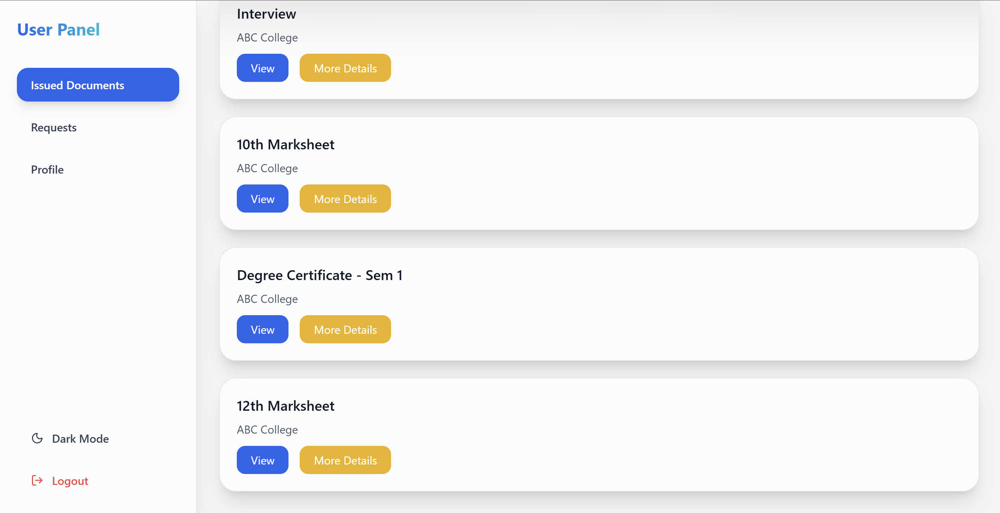 User Panel
Issued Documents
Requests
Profile
Dark Mode
Logout
Interview
ABC College
View More Details
10th Marksheet
ABC College
View More Details
Degree Certificate - Sem 1
ABC College
View More Details
12th Marksheet
ABC College
View More Details